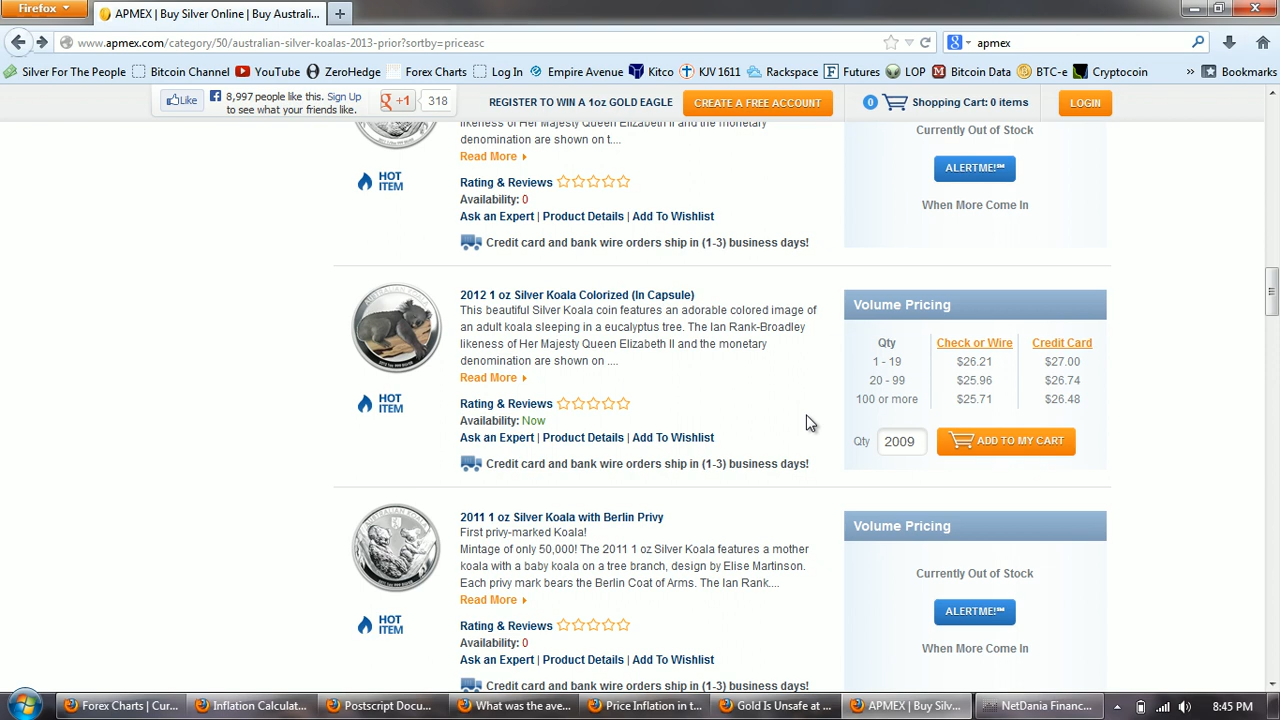 Firefox
APMEX | Buy Silver Online | Buy Australi...
www.apmex.com/category/50/australian-silver-koalas-2013-prior?sortby=priceasc
apmex
Silver For The People
Bitcoin Channel
YouTube
ZeroHedge
Forex Charts
Log In
Empire Avenue
Kitco
KJV 1611
Rackspace
Futures
LOP
Bitcoin Data
BTC-e
Cryptocoin
»
Bookmarks
Like
8,997 people like this. Sign Up
to see what your friends like.
+1
318
REGISTER TO WIN A 1oz GOLD EAGLE
CREATE A FREE ACCOUNT
0
Shopping Cart: 0 items
LOGIN
likeness of Her Majesty Queen Elizabeth II and the monetary
denomination are shown on t....
Read More
HOT
ITEM
Rating & Reviews
Availability: 0
Ask an Expert | Product Details | Add To Wishlist
Credit card and bank wire orders ship in (1-3) business days!
Currently Out of Stock
ALERTME!℠
When More Come In
2012 1 oz Silver Koala Colorized (In Capsule)
This beautiful Silver Koala coin features an adorable colored image of
an adult koala sleeping in a eucalyptus tree. The Ian Rank-Broadley
likeness of Her Majesty Queen Elizabeth II and the monetary
denomination are shown on ....
Read More
HOT
ITEM
Rating & Reviews
Availability: Now
Ask an Expert | Product Details | Add To Wishlist
Credit card and bank wire orders ship in (1-3) business days!
Volume Pricing
Qty Check or Wire Credit Card
1 - 19 $26.21 $27.00
20 - 99 $25.96 $26.74
100 or more $25.71 $26.48
Qty 2009 ADD TO MY CART
2011 1 oz Silver Koala with Berlin Privy
First privy-marked Koala!
Mintage of only 50,000! The 2011 1 oz Silver Koala features a mother
koala with a baby koala on a tree branch, design by Elise Martinson.
Each privy mark bears the Berlin Coat of Arms. The Ian Rank....
Read More
HOT
ITEM
Rating & Reviews
Availability: 0
Ask an Expert | Product Details | Add To Wishlist
Credit card and bank wire orders ship in (1-3) business days!
Volume Pricing
Currently Out of Stock
ALERTME!℠
When More Come In
Forex Charts | Cur...
Inflation Calculat...
Postscript Docu...
What was the ave...
Price Inflation in t...
Gold Is Unsafe at ...
APMEX | Buy Silv...
NetDania Financ...
8:45 PM